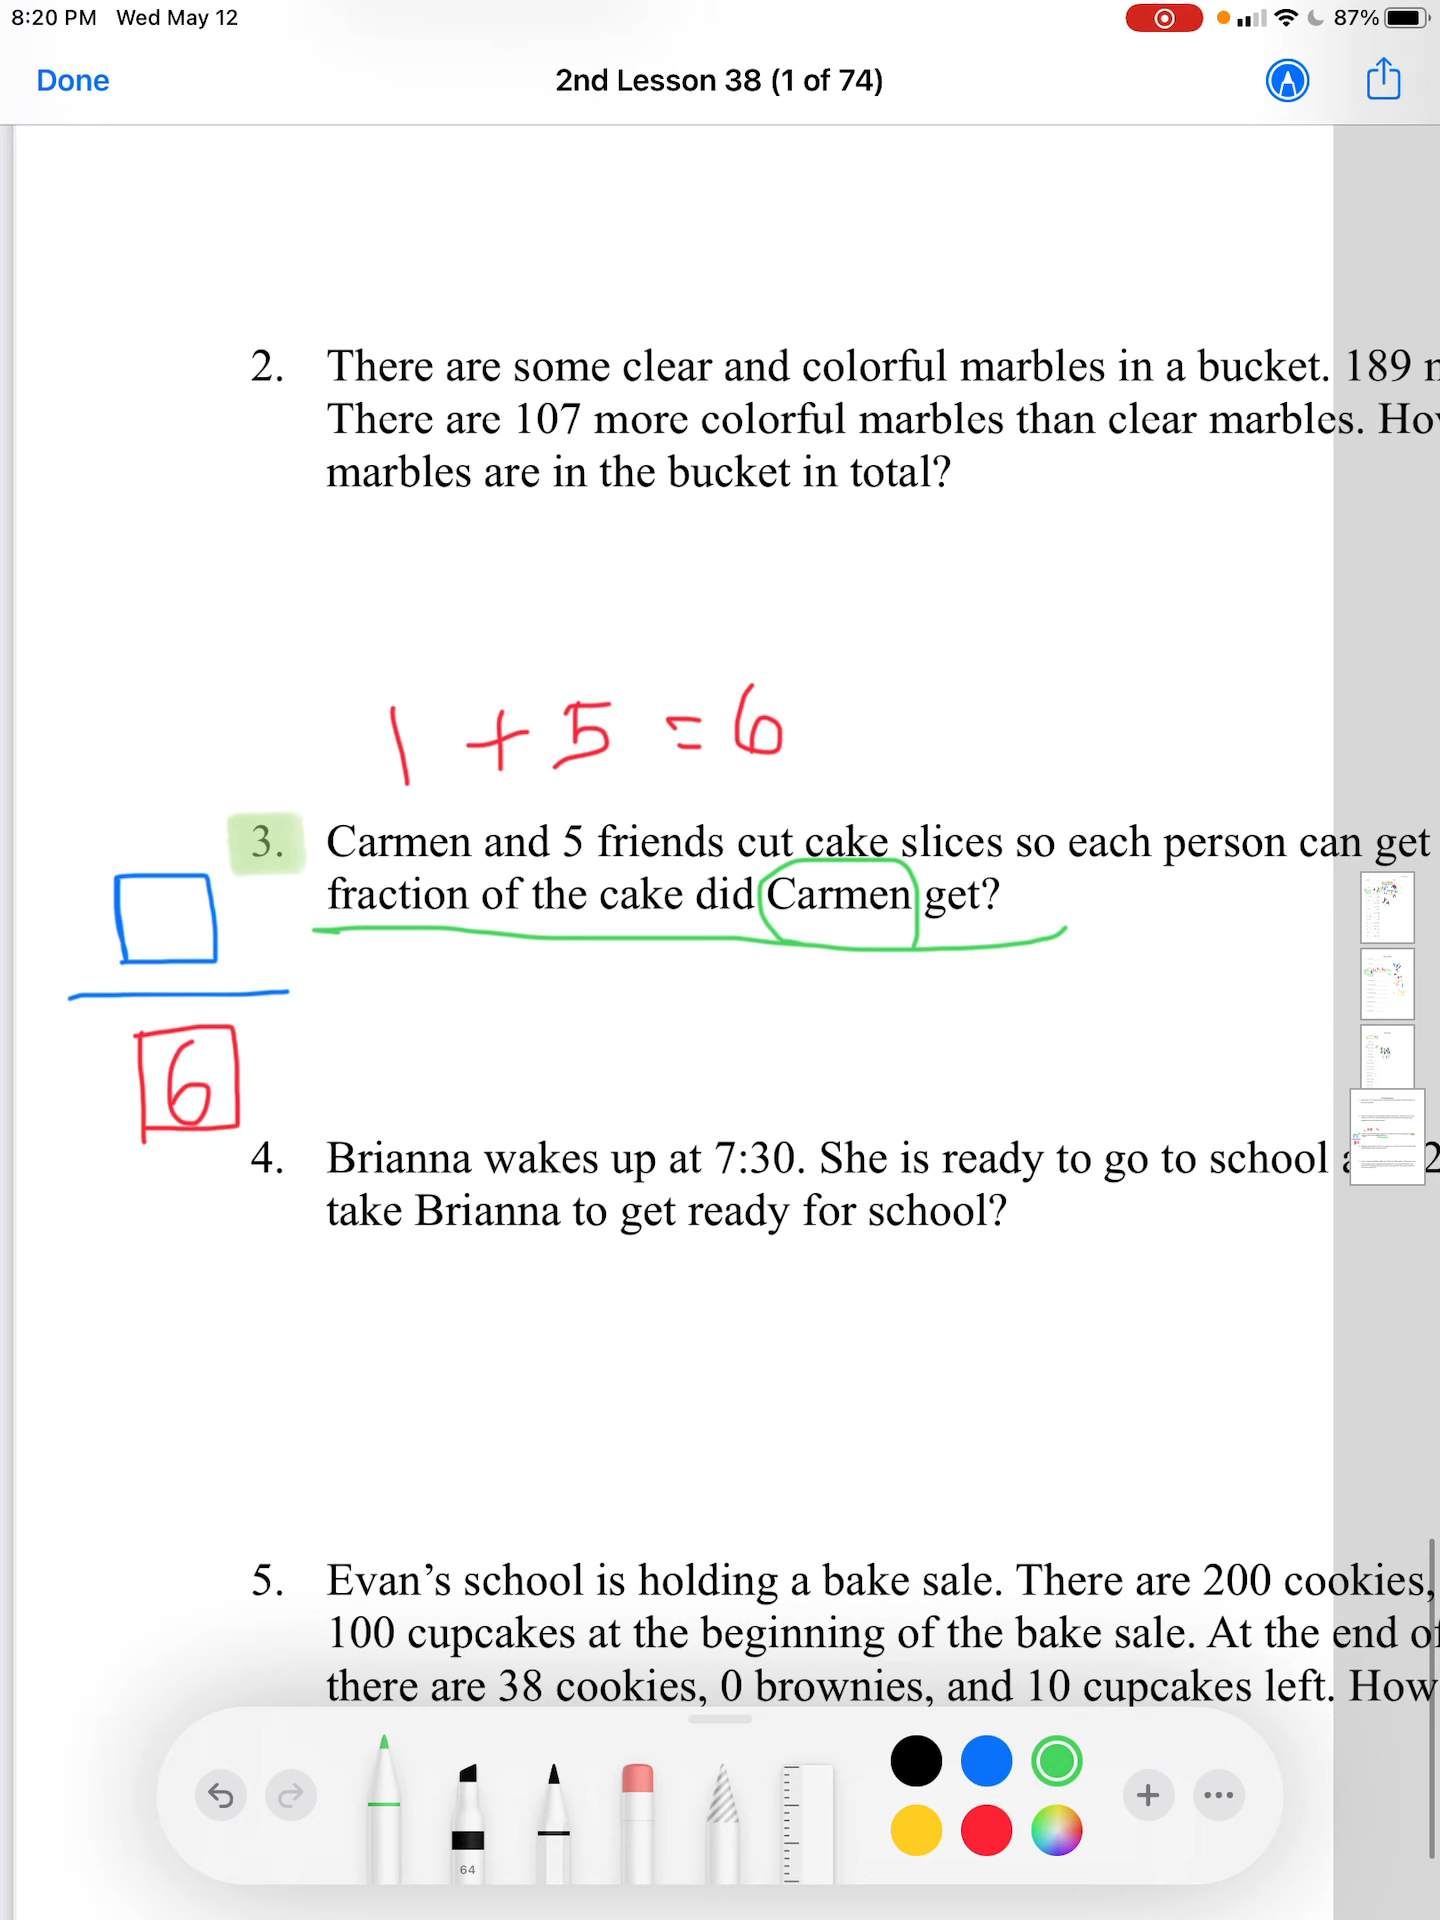 8:20 PM Wed May 12
87%
Done
2nd Lesson 38 (1 of 74)
2. There are some clear and colorful marbles in a bucket. 189
There are 107 more colorful marbles than clear marbles.
marbles are in the bucket in total?
1 + 5 = 6
3. Carmen and 5 friends cut cake slices so each person can get
fraction of the cake did Carmen get?
6
4. Brianna wakes up at 7:30. She is ready to go to school
take Brianna to get ready for school?
5. Evan’s school is holding a bake sale. There are 200 cookies,
100 cupcakes at the beginning of the bake sale. At the end
there are 38 cookies, 0 brownies, and 10 cupcakes left. How
64